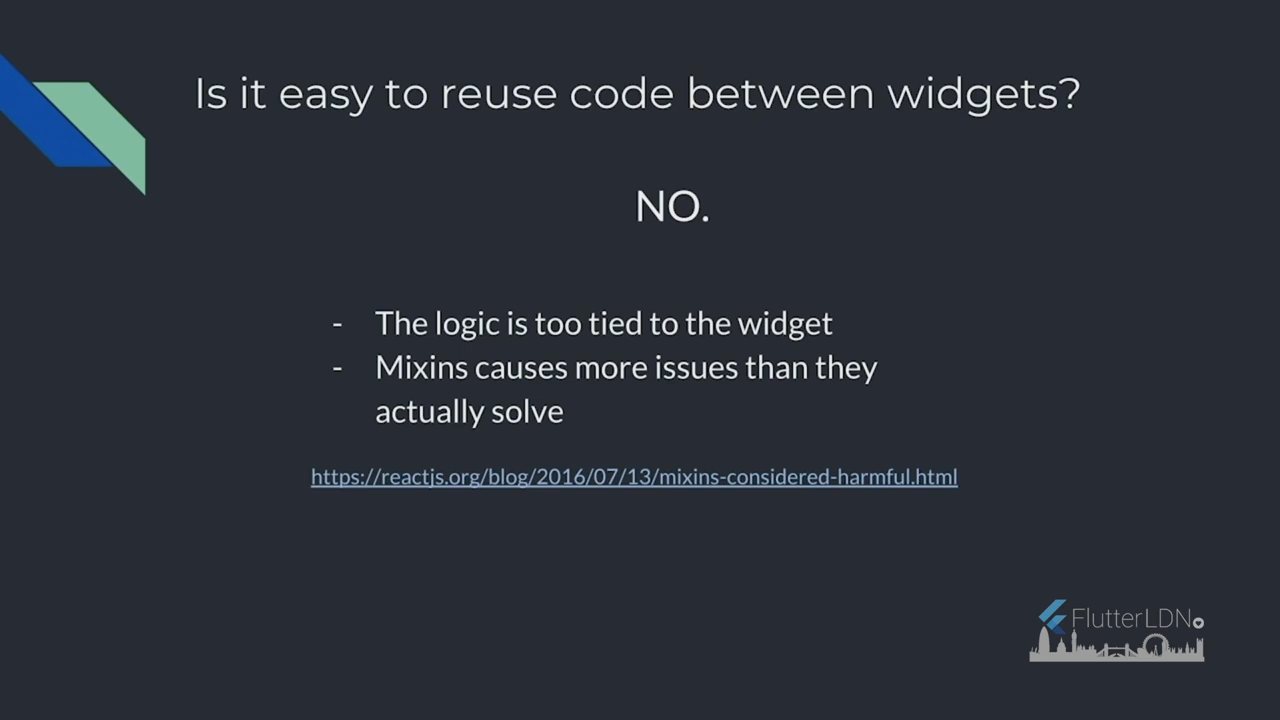 Is it easy to reuse code between widgets?
NO.
- The logic is too tied to the widget
- Mixins causes more issues than they
actually solve
https://reactjs.org/blog/2016/07/13/mixins-considered-harmful.html
FlutterLDN